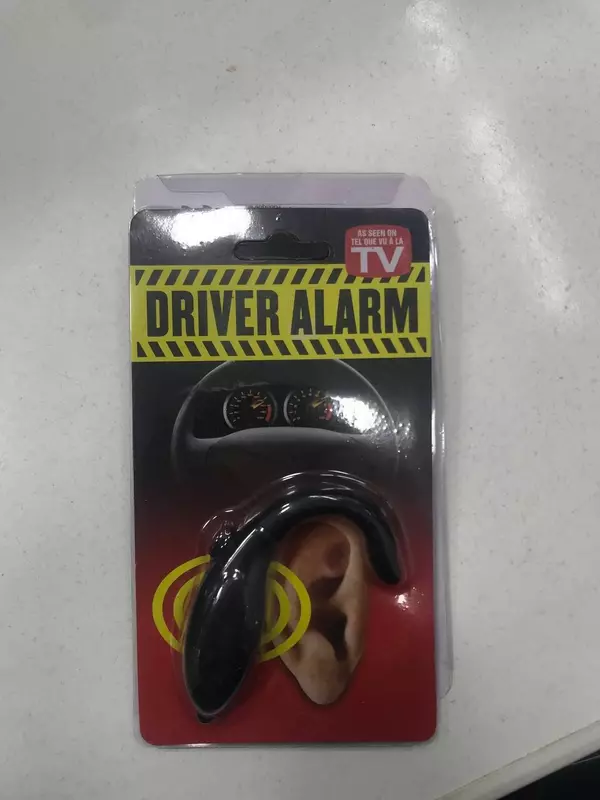 AS SEEN ON
TEL QUE VU À LA
TV
DRIVER ALARM